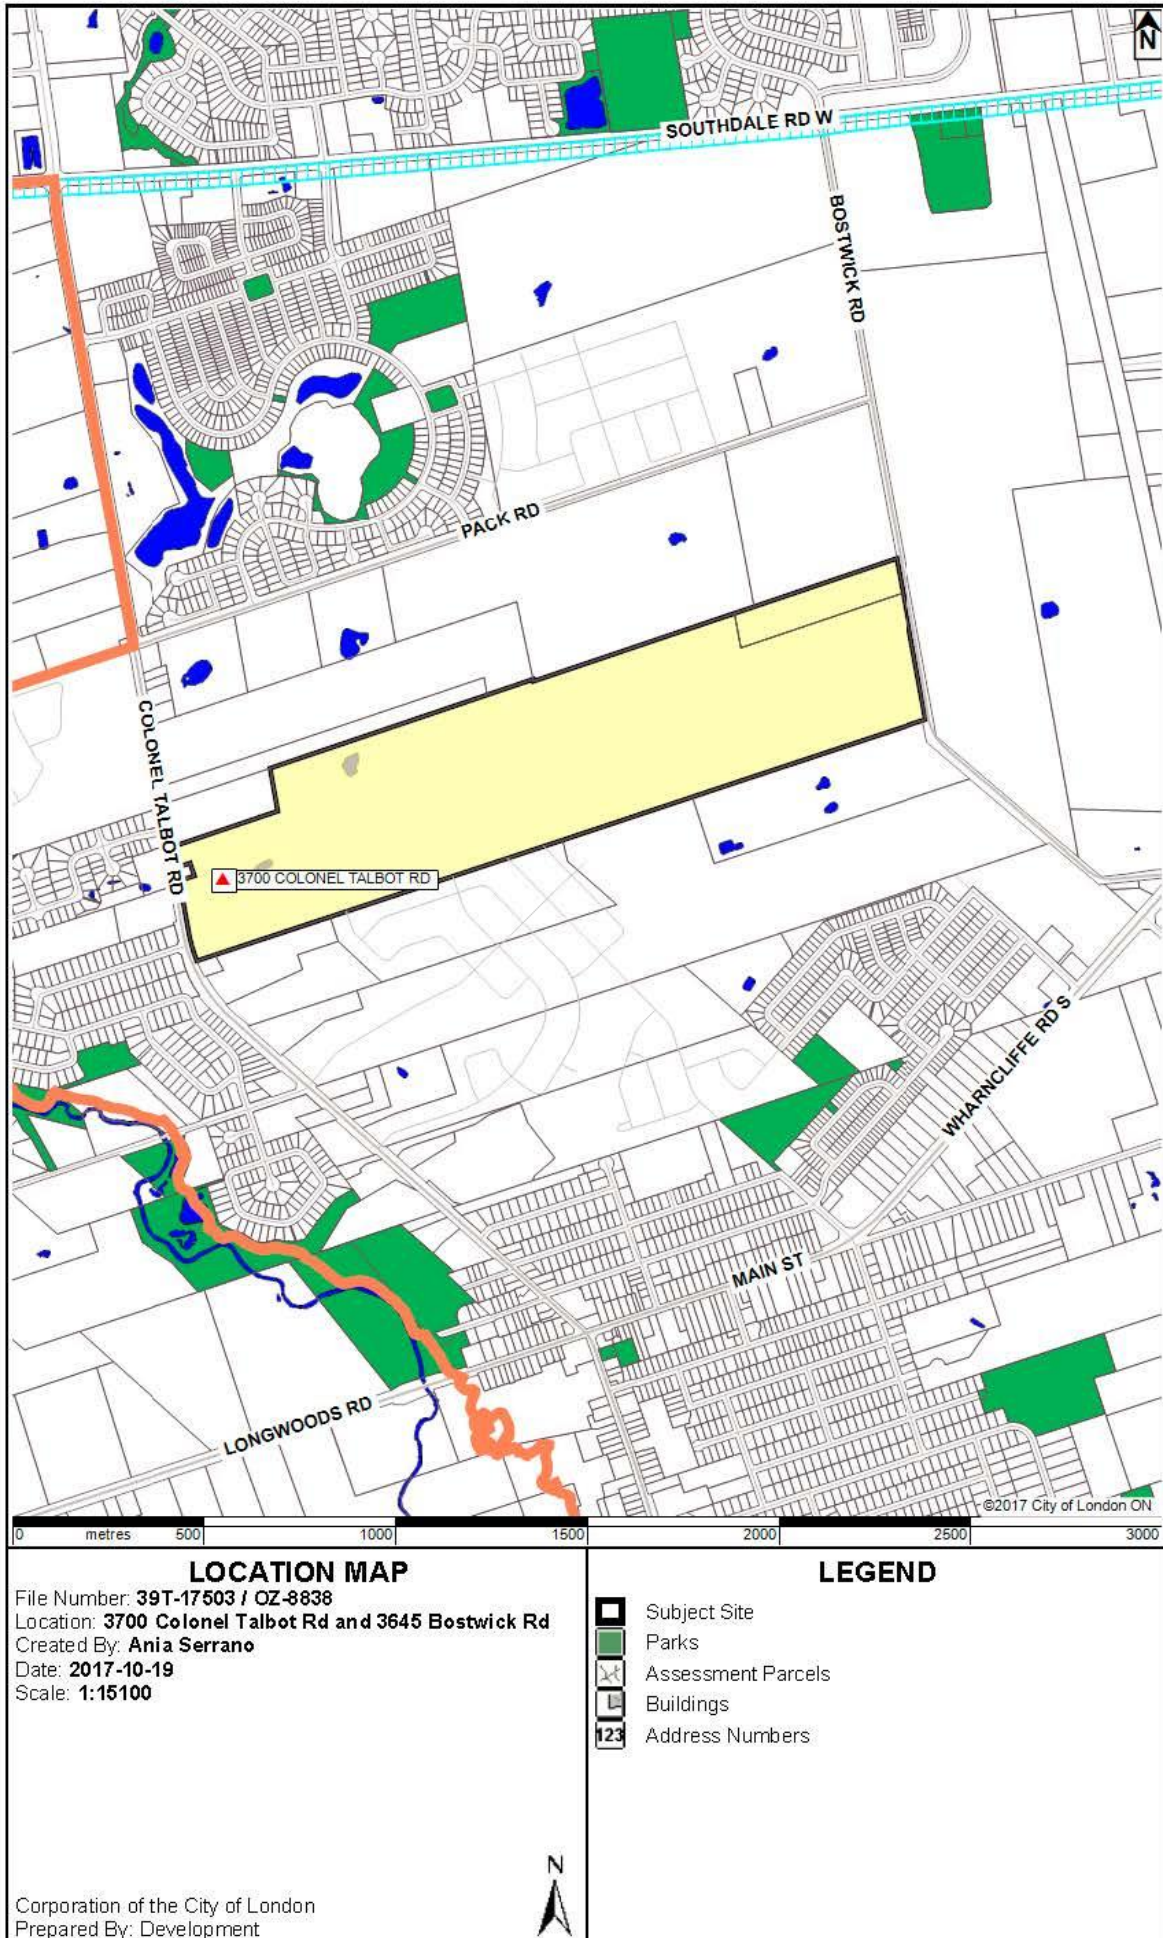 N
SOUTHDALE RD W
BOSTWICK RD
PACK RD
COLONEL TALBOT RD
3700 COLONEL TALBOT RD
WHARNCLIFFE RD S
MAIN ST
LONGWOODS RD
©2017 City of London ON
0 metres 500 1000 1500 2000 2500 3000
LOCATION MAP
File Number: 39T-17503 / OZ-8838
Location: 3700 Colonel Talbot Rd and 3645 Bostwick Rd
Created By: Ania Serrano
Date: 2017-10-19
Scale: 1:15100
Corporation of the City of London
Prepared By: Development
N
LEGEND
Subject Site
Parks
Assessment Parcels
Buildings
123 Address Numbers